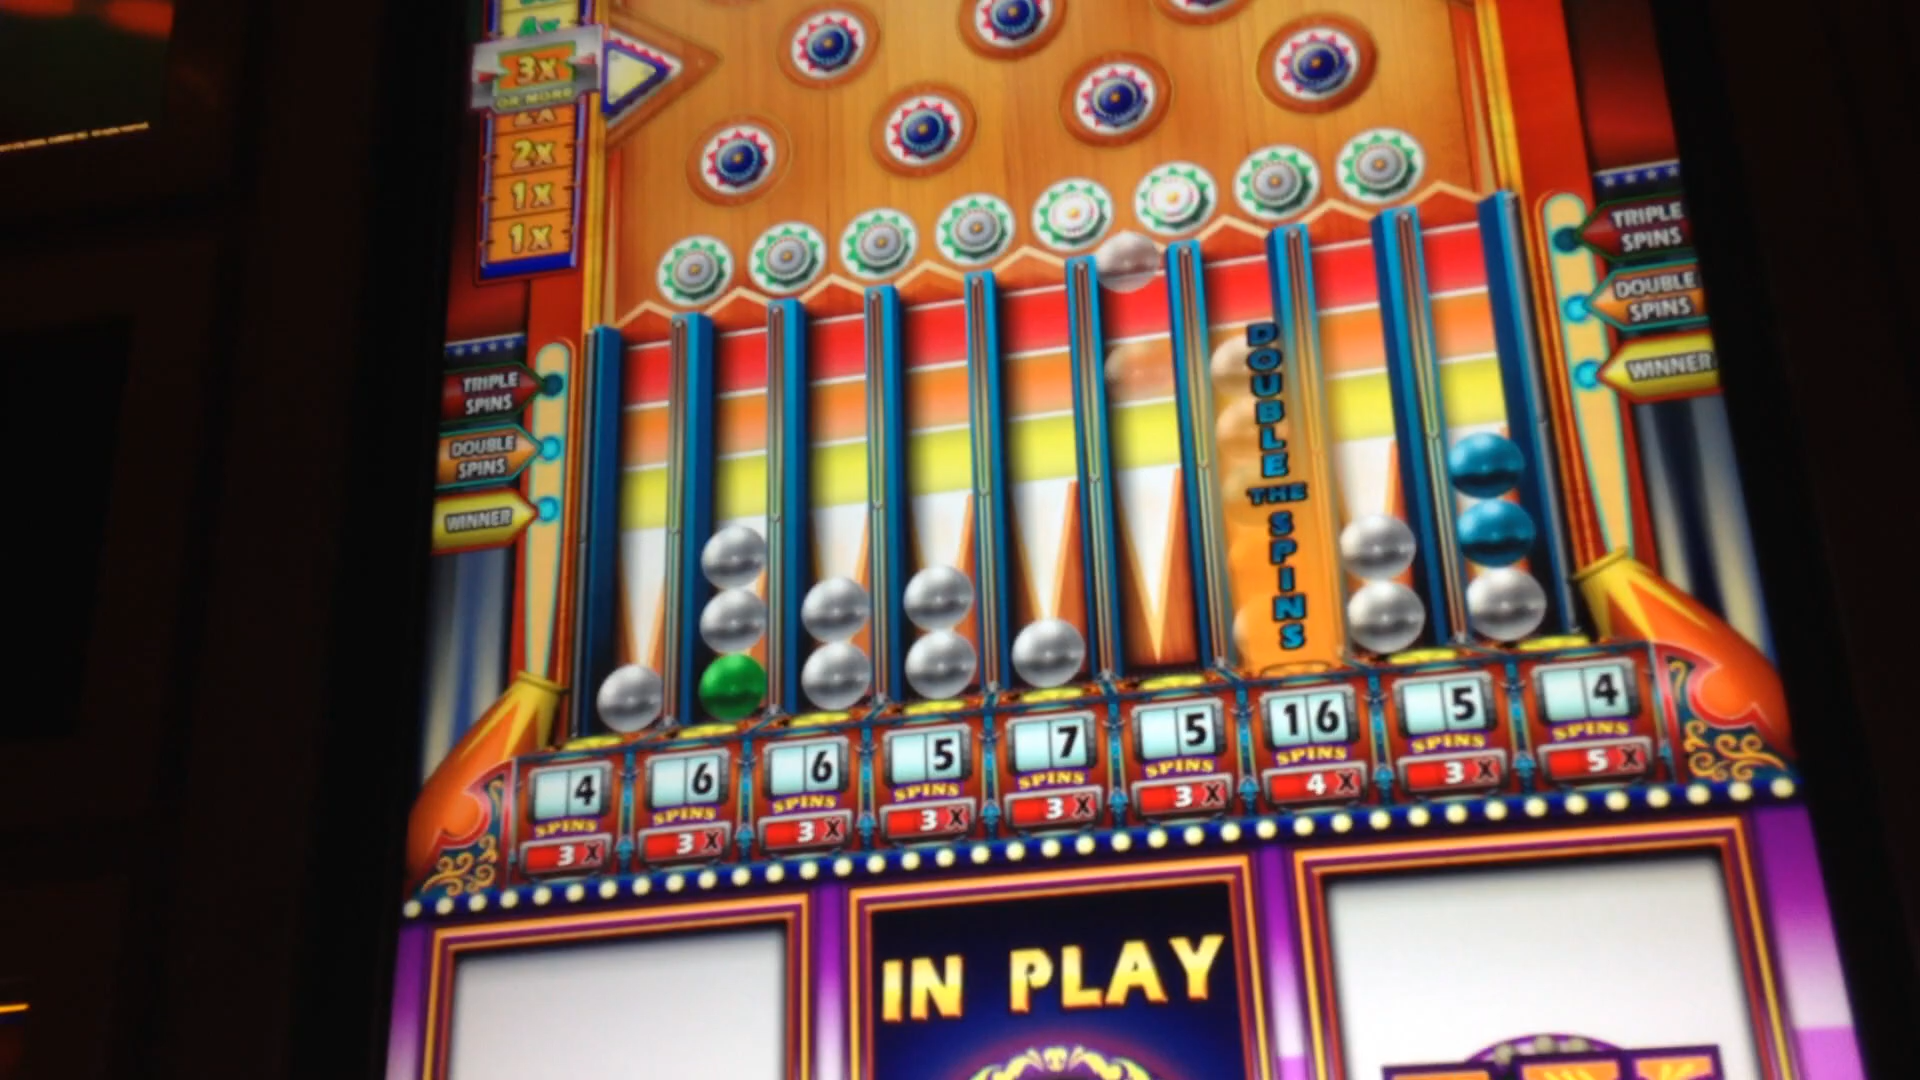 4x
3X
OR MORE
2X
2X
1X
1X
TRIPLE
SPINS
DOUBLE
SPINS
WINNER
TRIPLE
SPINS
DOUBLE
SPINS
WINNER
DOUBLE
THE
SPINS
4 6 6 5 7 5 16 5 4
SPINS SPINS SPINS SPINS SPINS SPINS SPINS SPINS SPINS
3X 3X 3X 3X 3X 3X 4X 3X 5X
IN PLAY